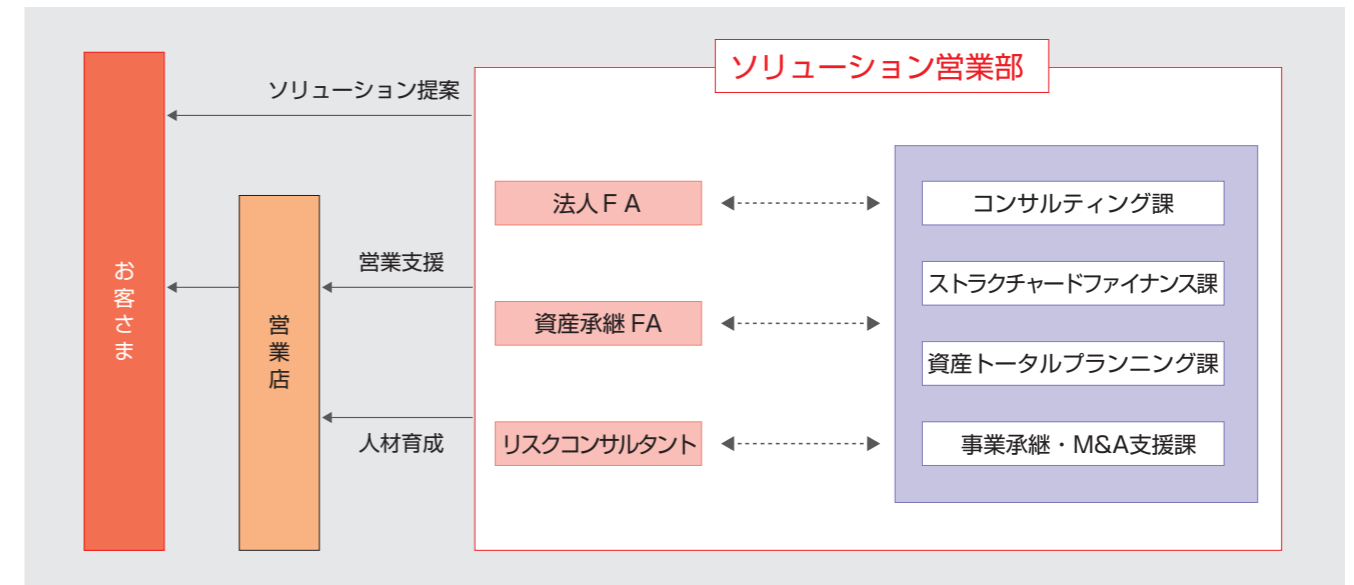 ソリューション営業部
ソリューション提案
お客さま
営業店
営業支援
人材育成
法人ＦＡ
資産承継 FA
リスクコンサルタント
コンサルティング課
ストラクチャードファイナンス課
資産トータルプランニング課
事業承継・M&A支援課